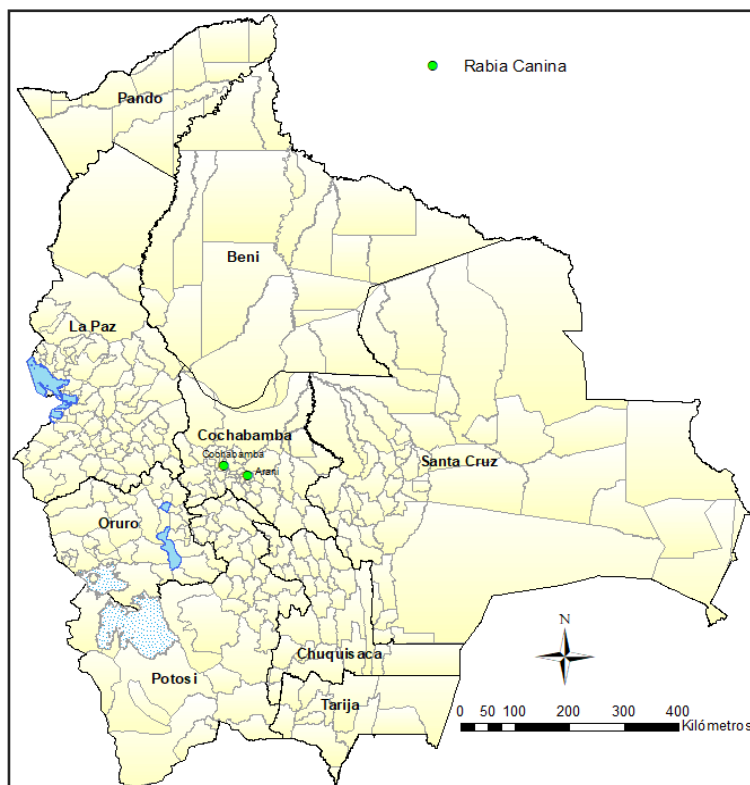 Rabia Canina
Pando
Beni
La Paz
Cochabamba
Cochabamba
Arani
Santa Cruz
Oruro
Chuquisaca
Potosi
Tarija
N
0 50 100 200 300 400
Kilómetros